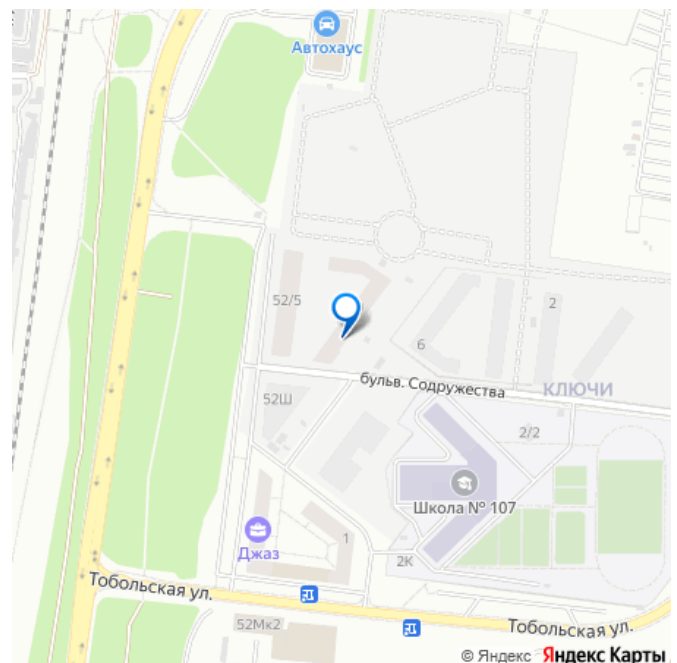 Автохаус
52/5
2
6
бульв. Содружества
КЛЮЧИ
52Ш
2/2
Школа № 107
Джаз
1
2К
Тобольская ул.
Тобольская ул.
52Мк2
© Яндекс Яндекс Карты